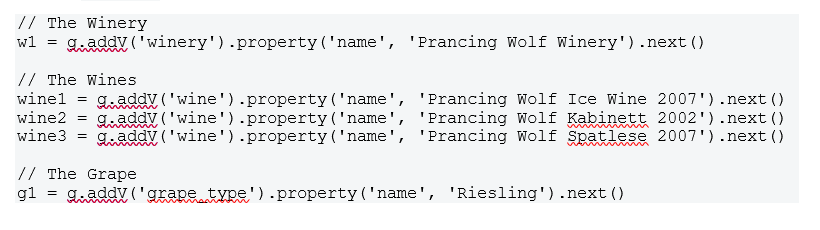 // The Winery
w1 = g.addV('winery').property('name', 'Prancing Wolf Winery').next()
// The Wines
wine1 = g.addV('wine').property('name', 'Prancing Wolf Ice Wine 2007').next()
wine2 = g.addV('wine').property('name', 'Prancing Wolf Kabinett 2002').next()
wine3 = g.addV('wine').property('name', 'Prancing Wolf Spatlese 2007').next()
// The Grape
g1 = g.addV('grape_type').property('name', 'Riesling').next()